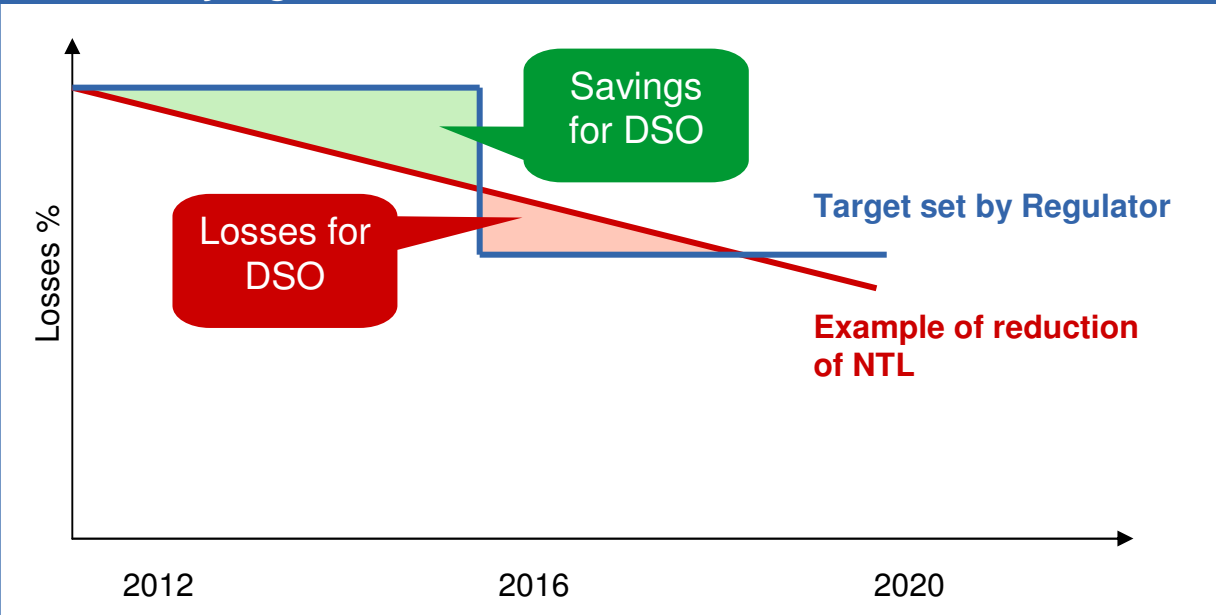 Savings
for DSO
Target set by Regulator
Losses for
DSO
Losses %
Example of reduction
of NTL
2012
2016
2020